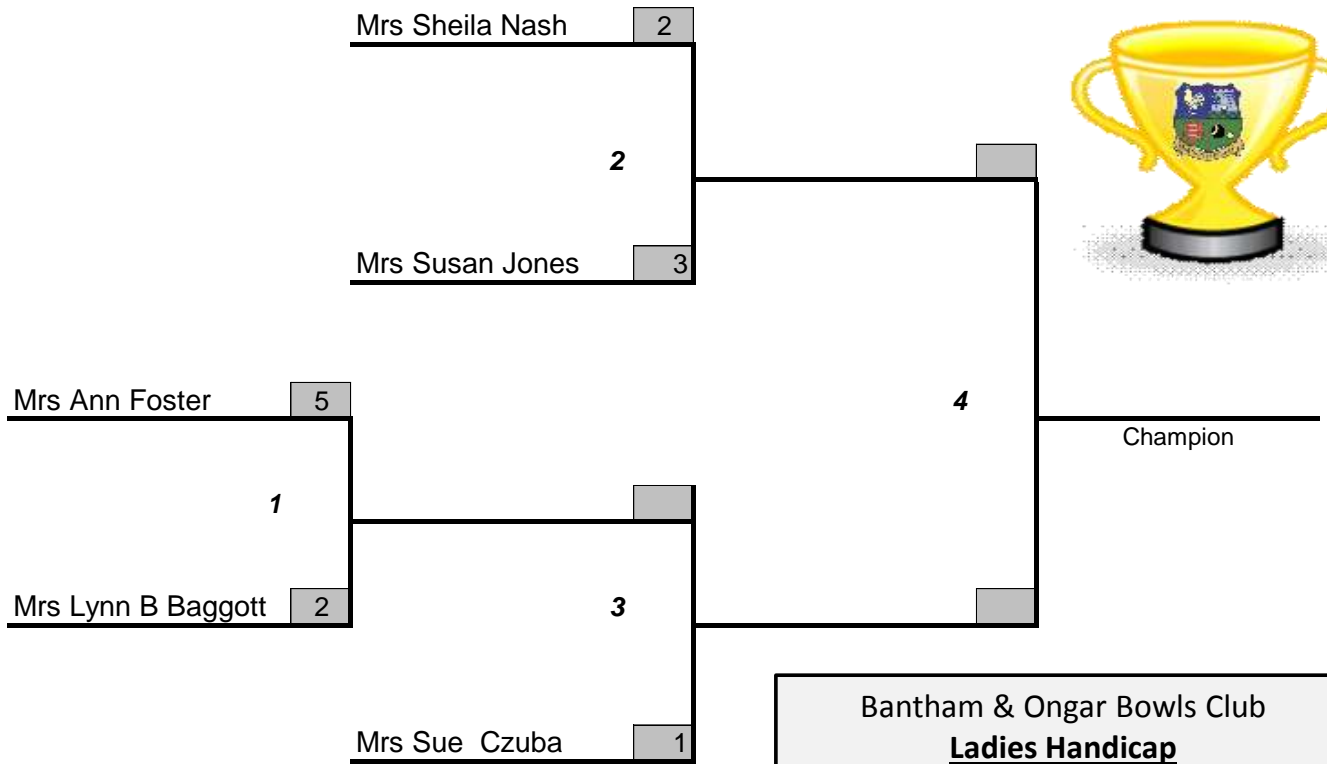 Mrs Sheila Nash 2
2
Mrs Susan Jones 3
Mrs Ann Foster 5
4
Champion
1
Mrs Lynn B Baggott 2
3
Bantham & Ongar Bowls Club
Ladies Handicap
Mrs Sue  Czuba 1